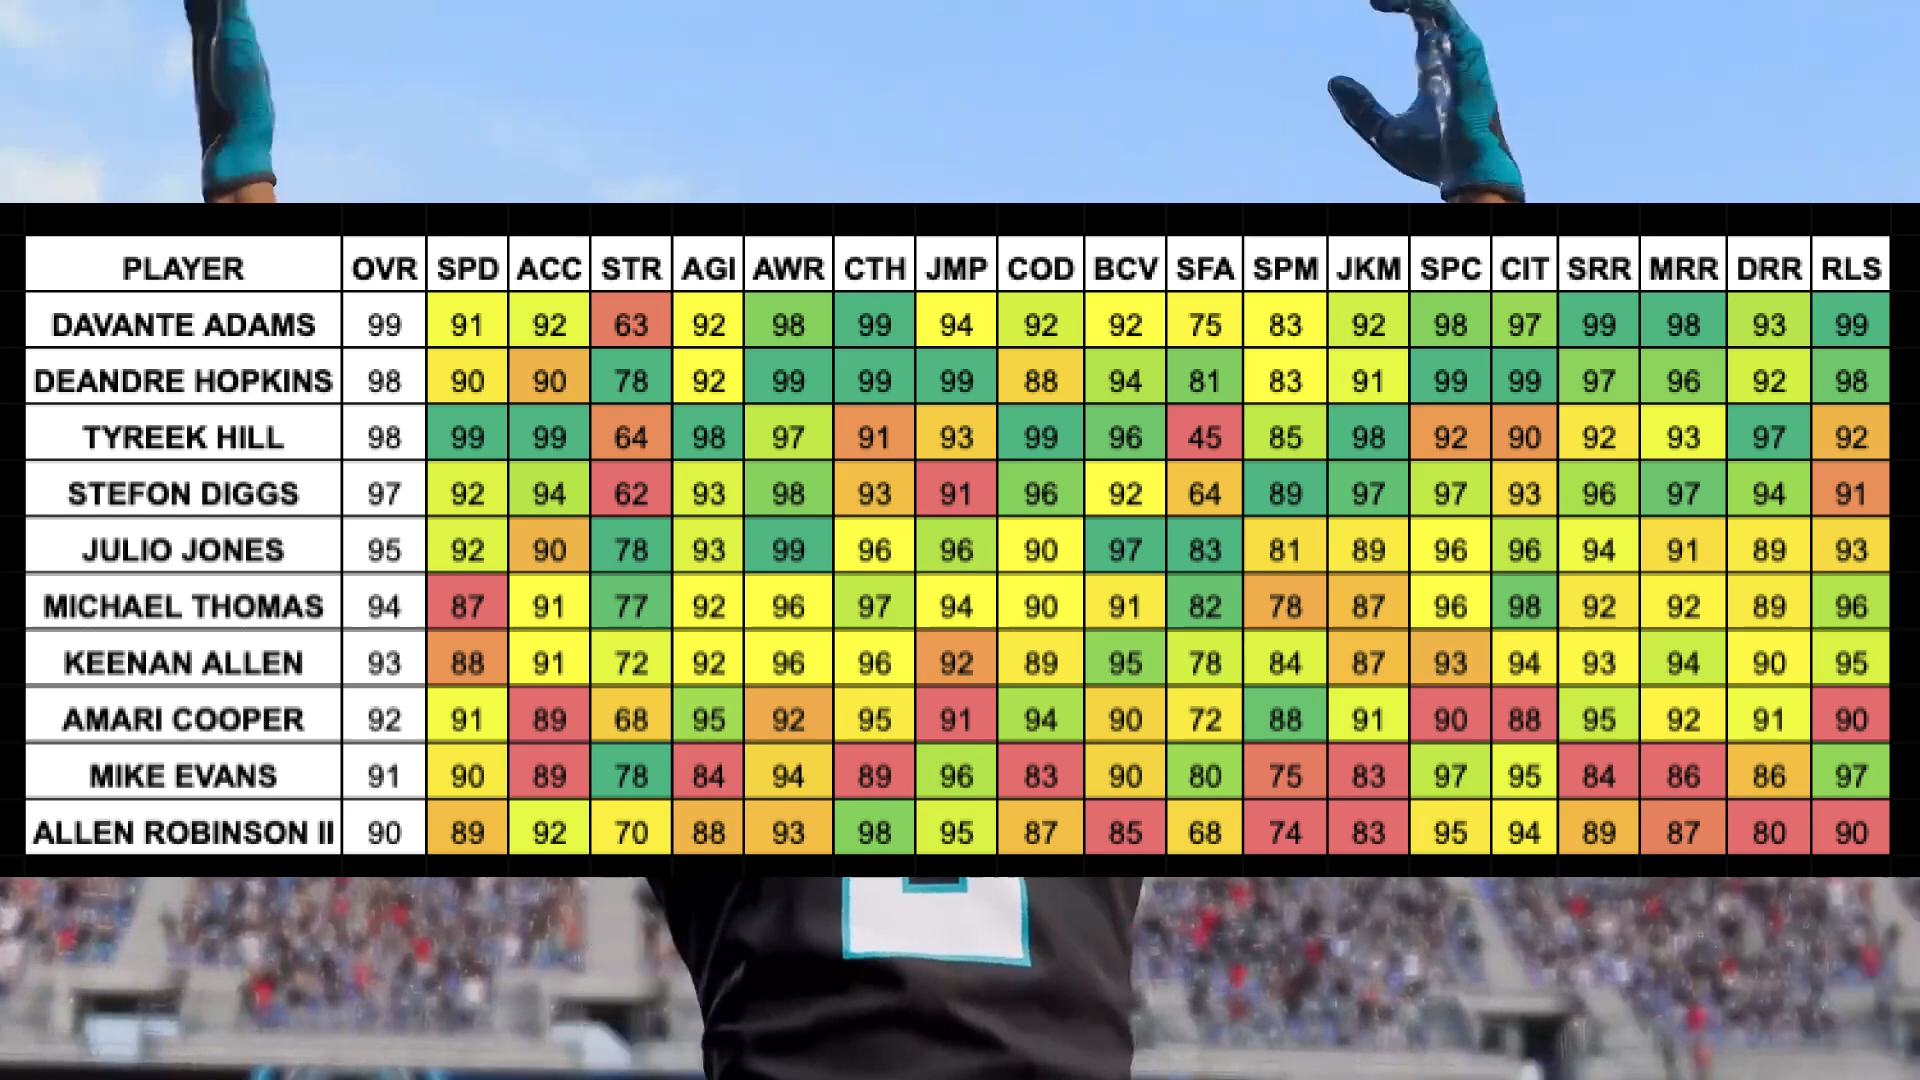 PLAYER OVR SPD ACC STR AGI AWR CTH JMP COD BCV SFA SPM JKM SPC CIT SRR MRR DRR RLS
DAVANTE ADAMS 99 91 92 63 92 98 99 94 92 92 75 83 92 98 97 99 98 93 99
DEANDRE HOPKINS 98 90 90 78 92 99 99 99 88 94 81 83 91 99 99 97 96 92 98
TYREEK HILL 98 99 99 64 98 97 91 93 99 96 45 85 98 92 90 92 93 97 92
STEFON DIGGS 97 92 94 62 93 98 93 91 96 92 64 89 97 97 93 96 97 94 91
JULIO JONES 95 92 90 78 93 99 96 96 90 97 83 81 89 96 96 94 91 89 93
MICHAEL THOMAS 94 87 91 77 92 96 97 94 90 91 82 78 87 96 98 92 92 89 96
KEENAN ALLEN 93 88 91 72 92 96 96 92 89 95 78 84 87 93 94 93 94 90 95
AMARI COOPER 92 91 89 68 95 92 95 91 94 90 72 88 91 90 88 95 92 91 90
MIKE EVANS 91 90 89 78 84 94 89 96 83 90 80 75 83 97 95 84 86 86 97
ALLEN ROBINSON II 90 89 92 70 88 93 98 95 87 85 68 74 83 95 94 89 87 80 90